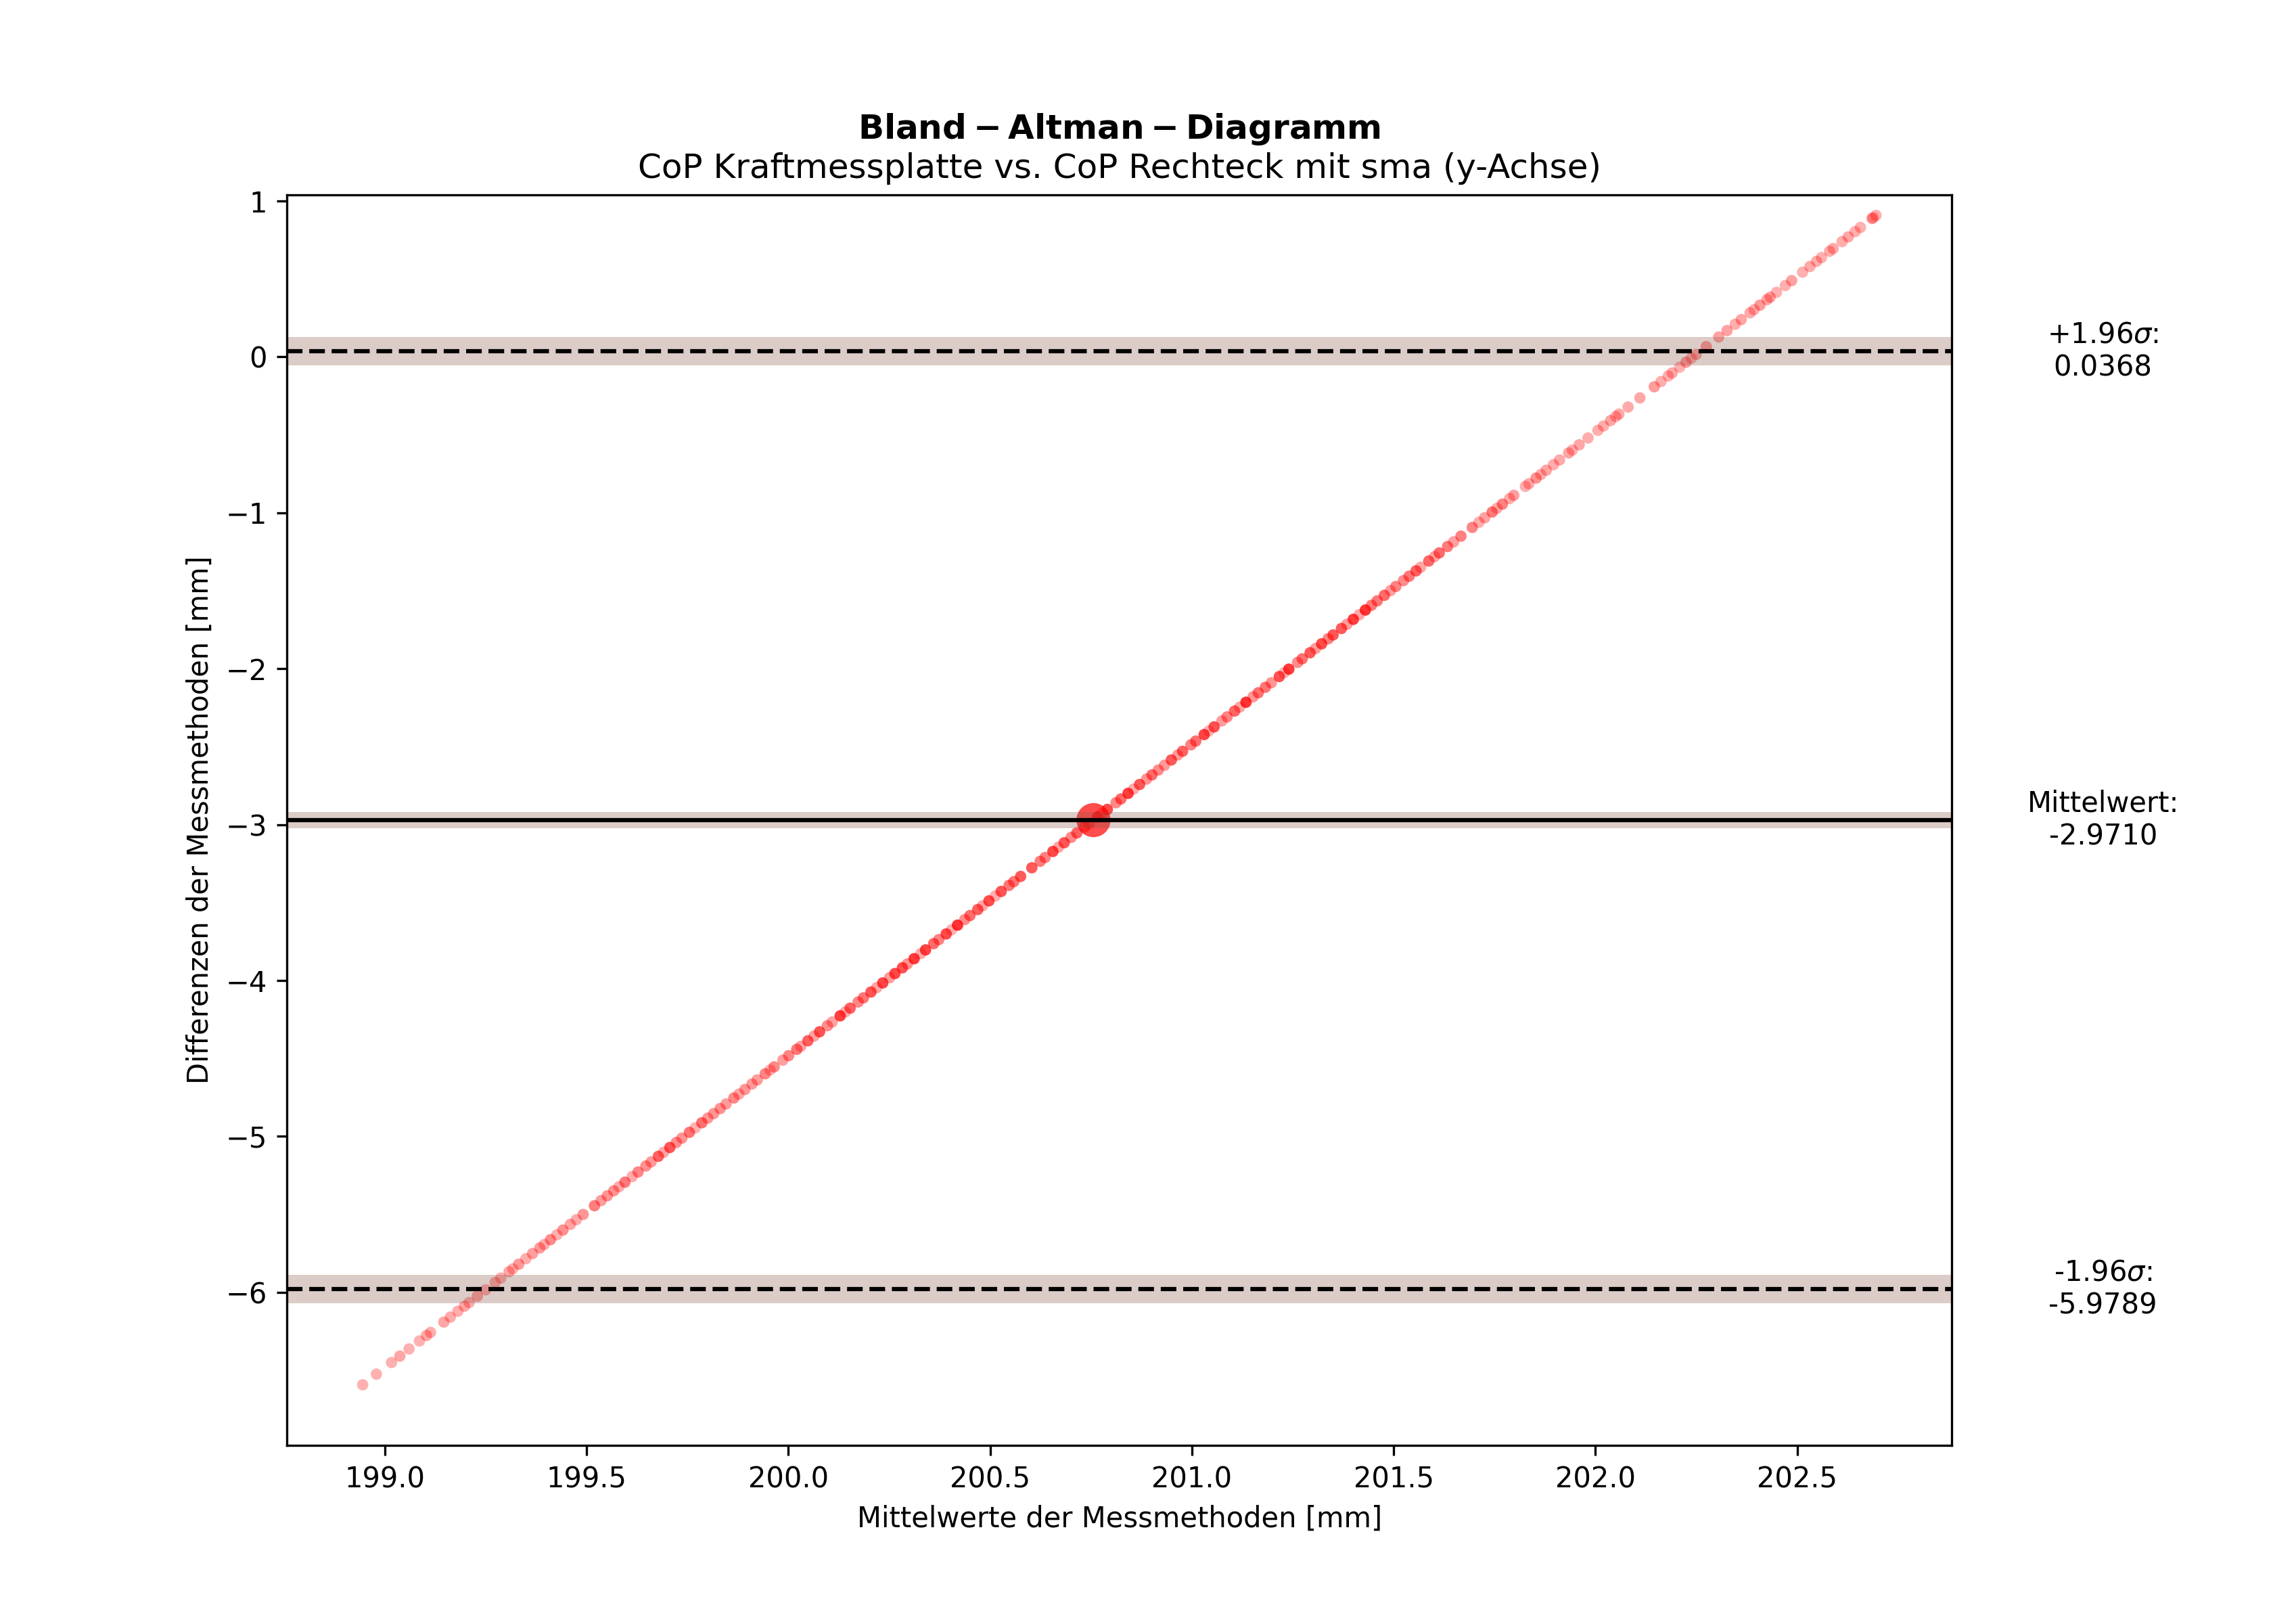 Bland − Altman − Diagramm
CoP Kraftmessplatte vs. CoP Rechteck mit sma (y-Achse)
Differenzen der Messmethoden [mm]
1
0
−1
−2
−3
−4
−5
−6
+1.96σ:
0.0368
Mittelwert:
-2.9710
-1.96σ:
-5.9789
199.0 199.5 200.0 200.5 201.0 201.5 202.0 202.5
Mittelwerte der Messmethoden [mm]